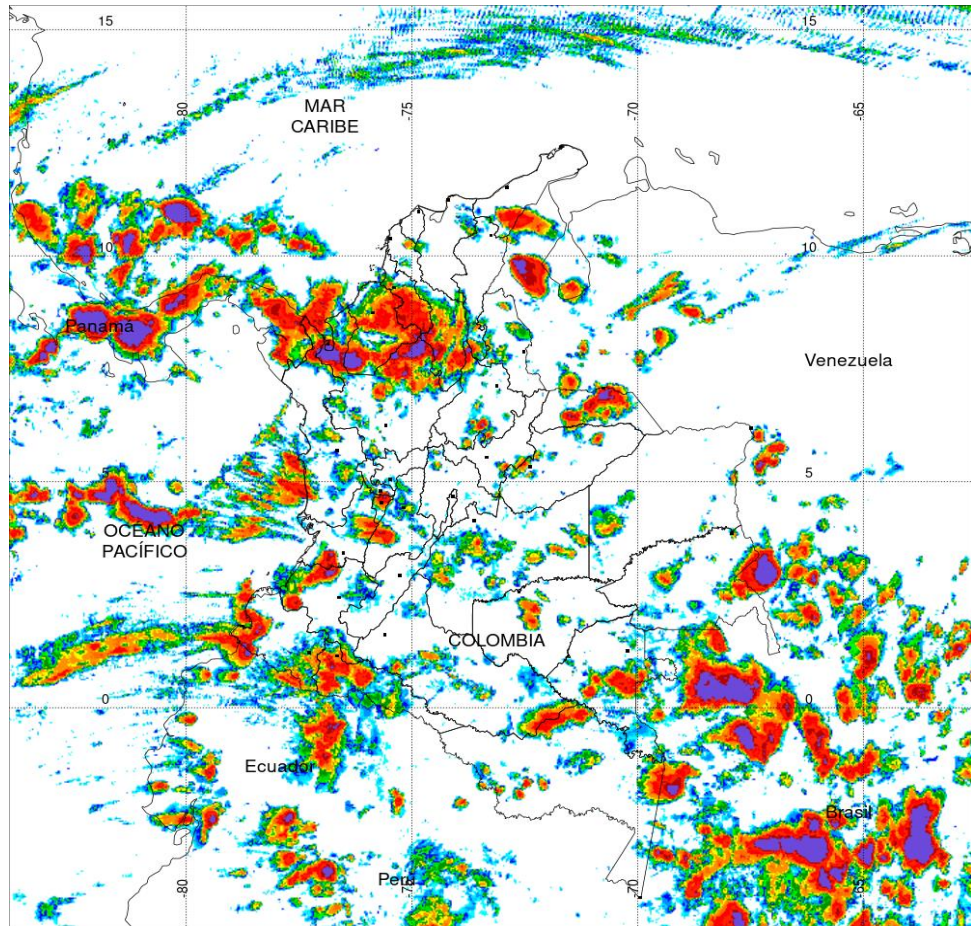 15
15
-80
-75
-70
-65
MAR
CARIBE
10
10
Panamá
Venezuela
5
5
OCÉANO
PACÍFICO
COLOMBIA
0
0
Ecuador
Brasil
Perú
-80
-75
-70
-65